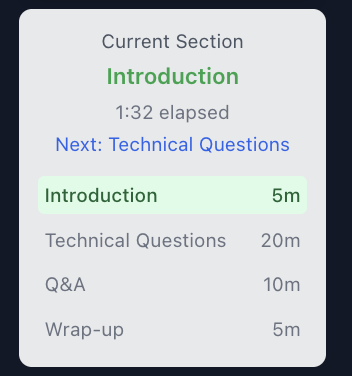 Current Section
Introduction
1:32 elapsed
Next: Technical Questions
Introduction 5m
Technical Questions 20m
Q&A 10m
Wrap-up 5m